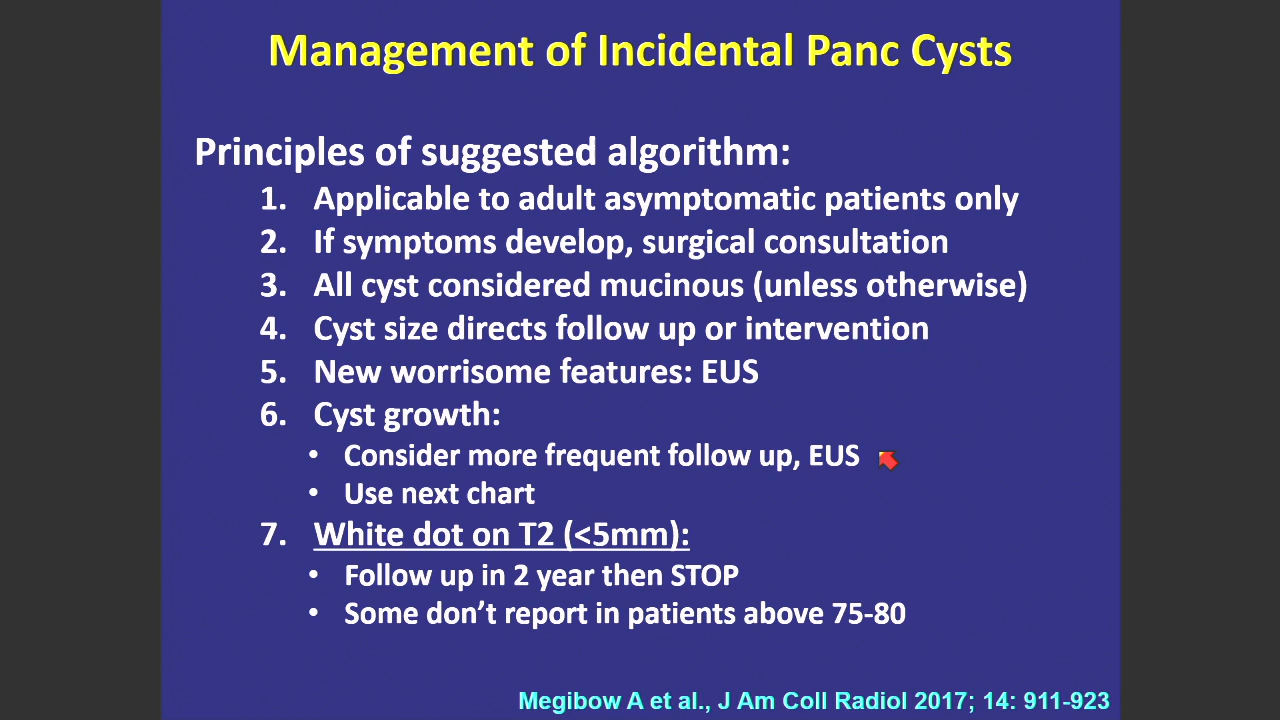 Management of Incidental Panc Cysts
Principles of suggested algorithm:
1. Applicable to adult asymptomatic patients only
2. If symptoms develop, surgical consultation
3. All cyst considered mucinous (unless otherwise)
4. Cyst size directs follow up or intervention
5. New worrisome features: EUS
6. Cyst growth:
• Consider more frequent follow up, EUS
• Use next chart
7. White dot on T2 (<5mm):
• Follow up in 2 year then STOP
• Some don't report in patients above 75-80
Megibow A et al., J Am Coll Radiol 2017; 14: 911-923